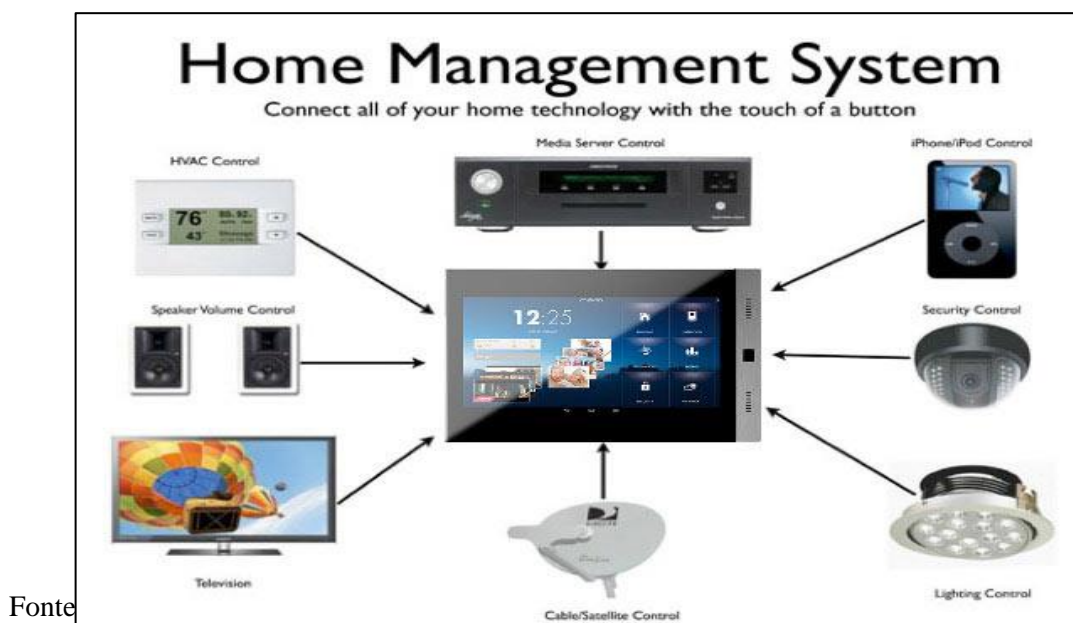 Home Management System
Connect all of your home technology with the touch of a button
HVAC Control
Media Server Control
iPhone/iPod Control
76
43
Speaker Volume Control
12:25
Security Control
Television
Cable/Satellite Control
Lighting Control
Fonte